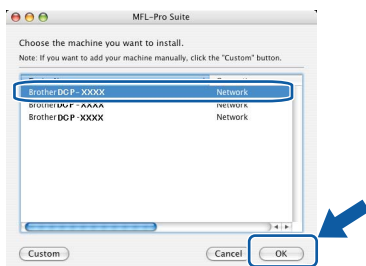 MFL-Pro Suite
Choose the machine you want to install.
Note: If you want to add your machine manually, click the "Custom" button.
Brother DCP-XXXX Network
Brother DCP-XXXX Network
Brother DCP-XXXX Network
Custom Cancel OK